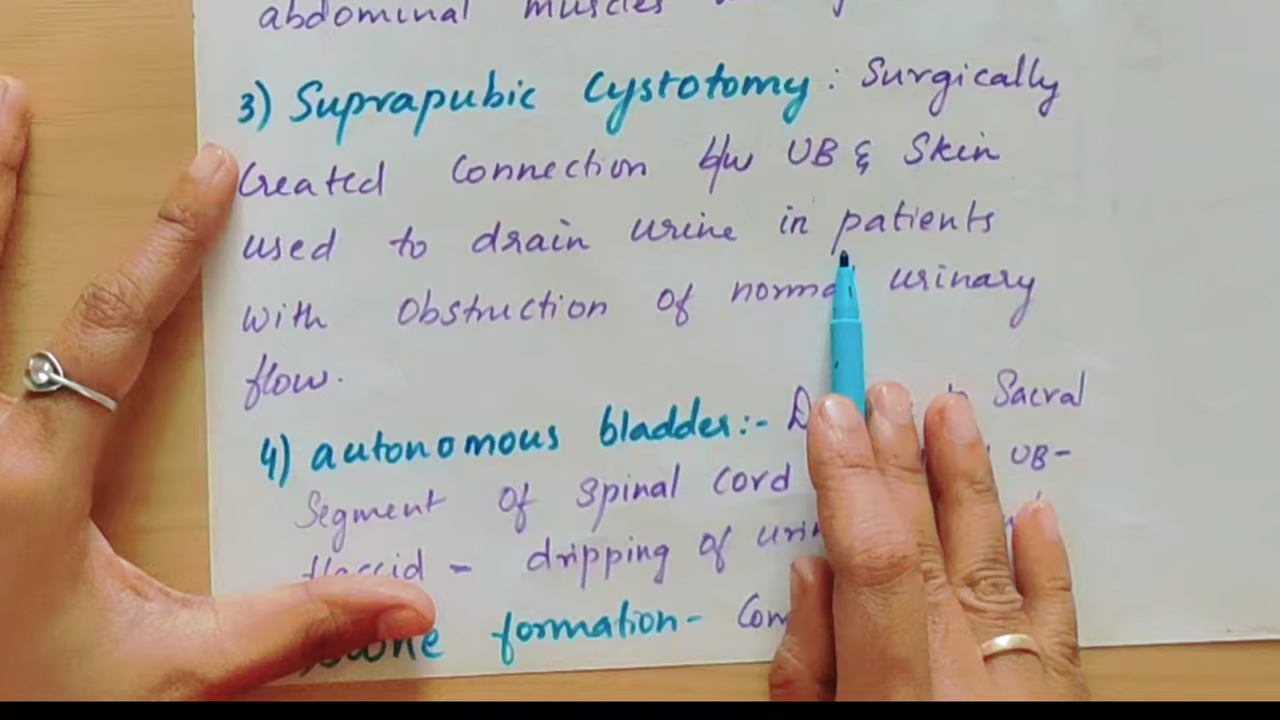 abdominal muscles
3) Suprapubic Cystotomy : Surgically
Created Connection b/w UB & Skin
used to drain urine in patients
with obstruction of normal urinary
flow.
4) autonomous bladder:- Sacral
Segment of Spinal Cord UB-
flaccid - dripping of
formation-